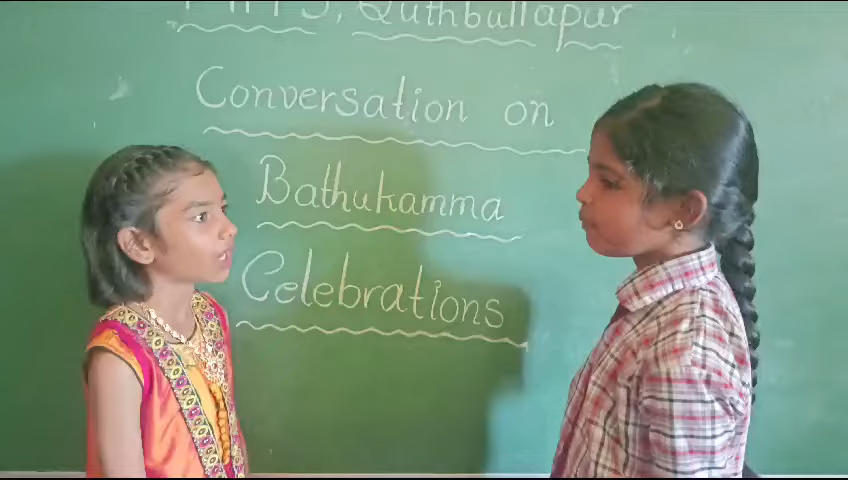 Quthbullapur
Conversation on
Bathukamma
Celebrations